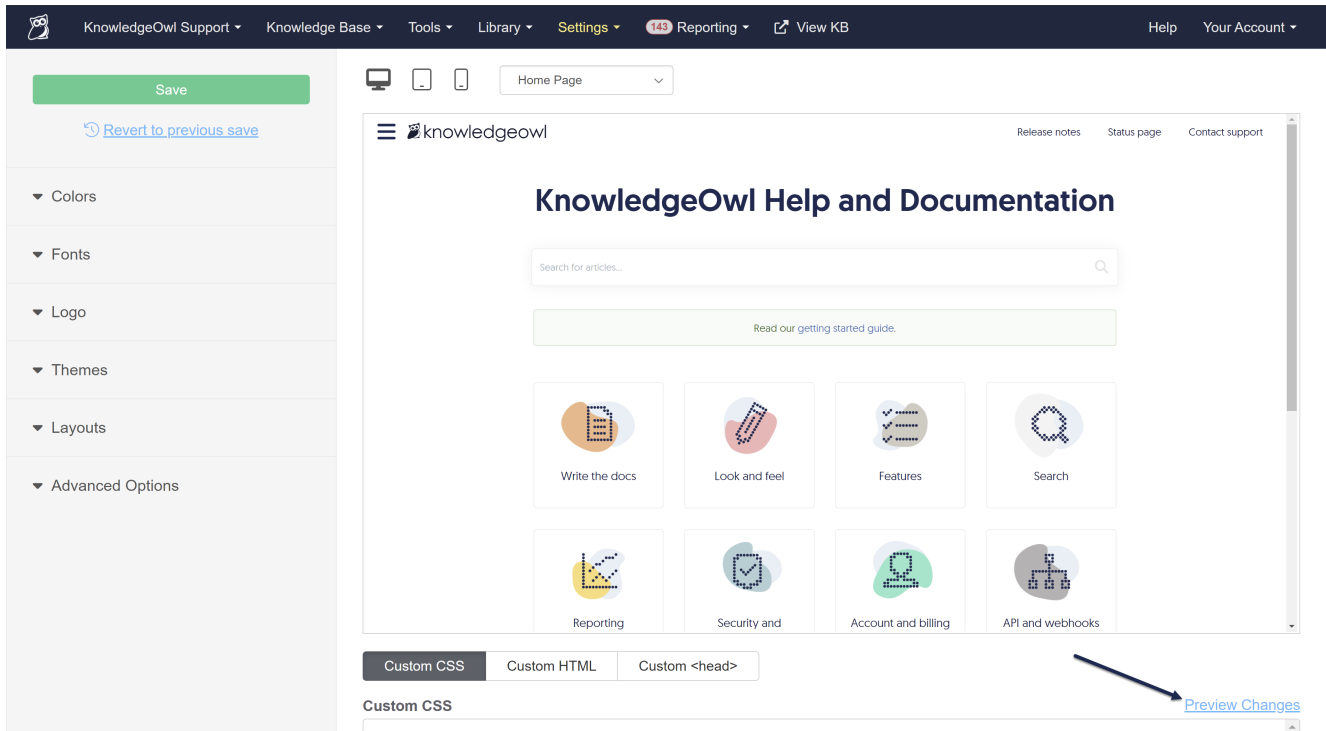 KnowledgeOwl Support Knowledge Base Tools Library Settings 143 Reporting View KB Help Your Account
Save
Revert to previous save
Colors
Fonts
Logo
Themes
Layouts
Advanced Options
Home Page
knowledgeowl Release notes Status page Contact support
KnowledgeOwl Help and Documentation
Search for articles...
Read our getting started guide.
Write the docs Look and feel Features Search
Reporting Security and Account and billing API and webhooks
Custom CSS Custom HTML Custom <head>
Custom CSS Preview Changes